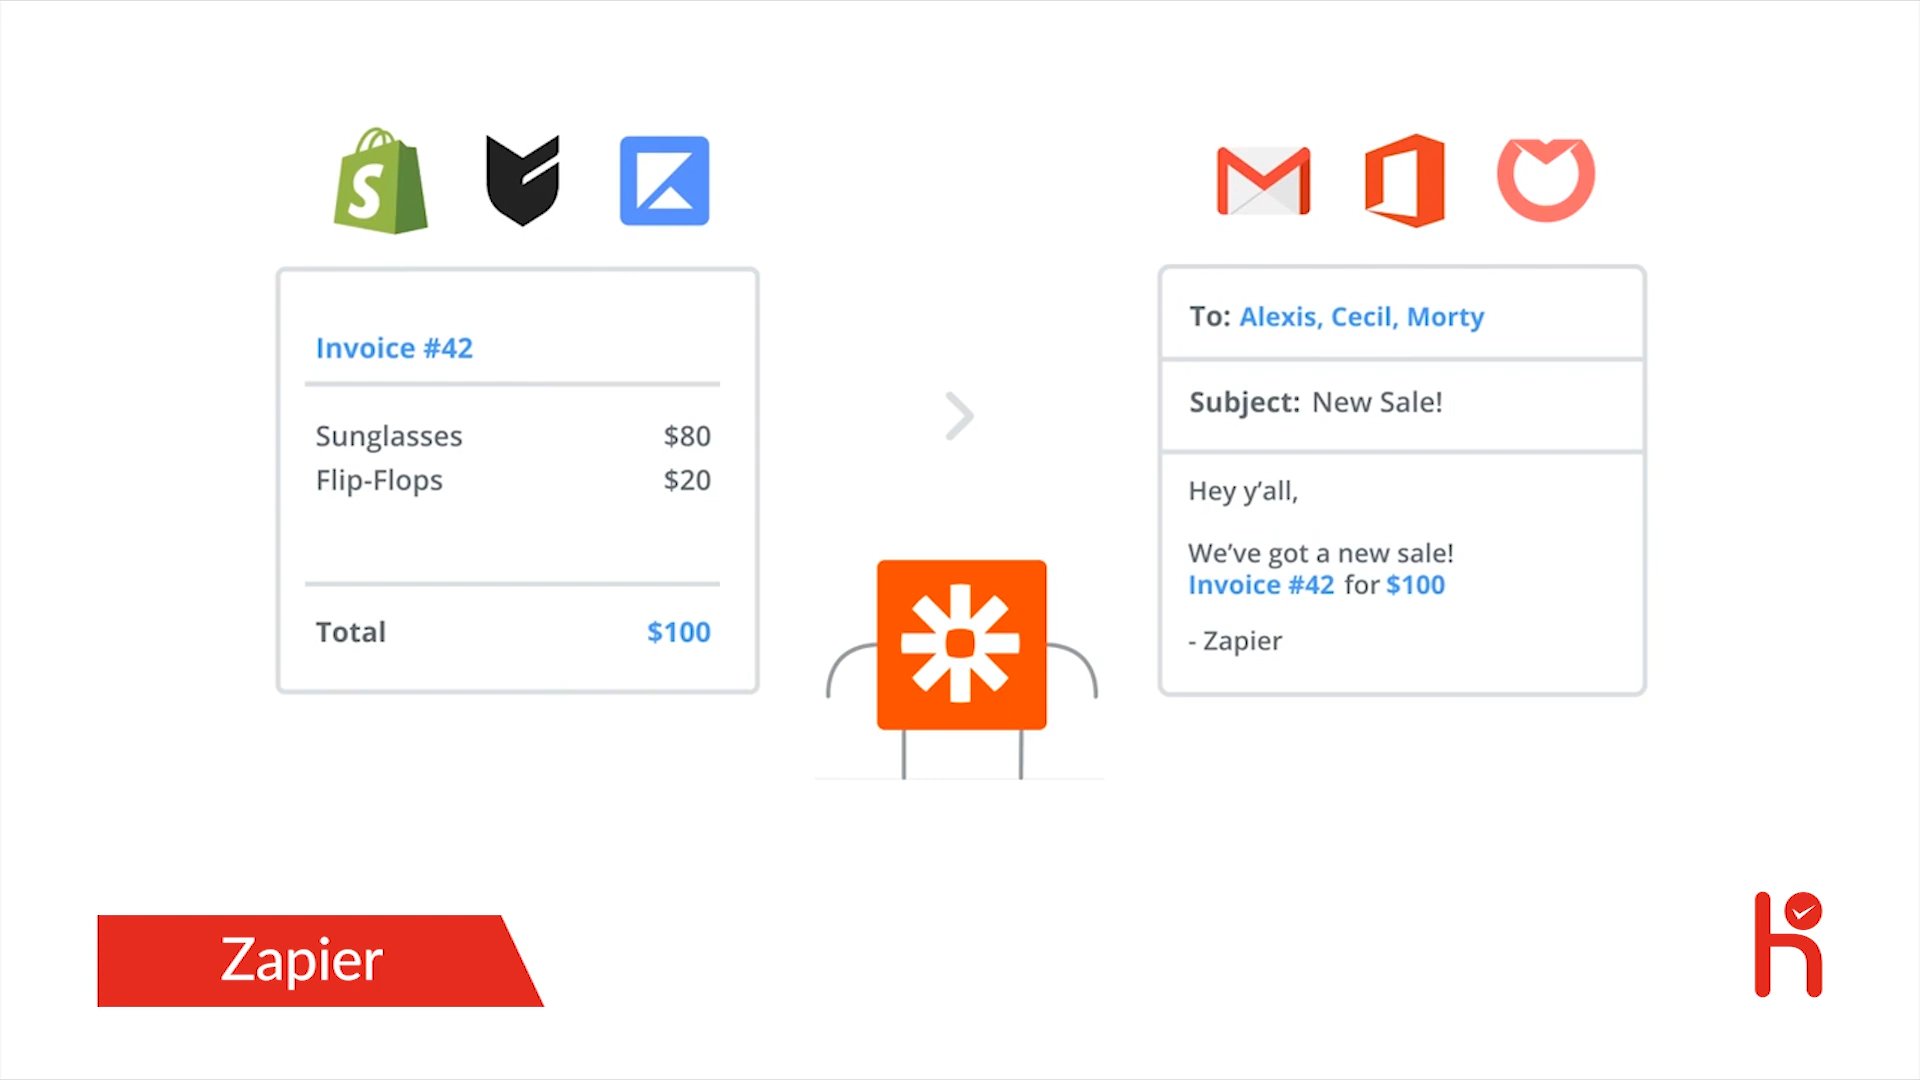 Invoice #42
Sunglasses $80
Flip-Flops $20
Total $100
To: Alexis, Cecil, Morty
Subject: New Sale!
Hey y’all,
We’ve got a new sale!
Invoice #42 for $100
- Zapier
Zapier